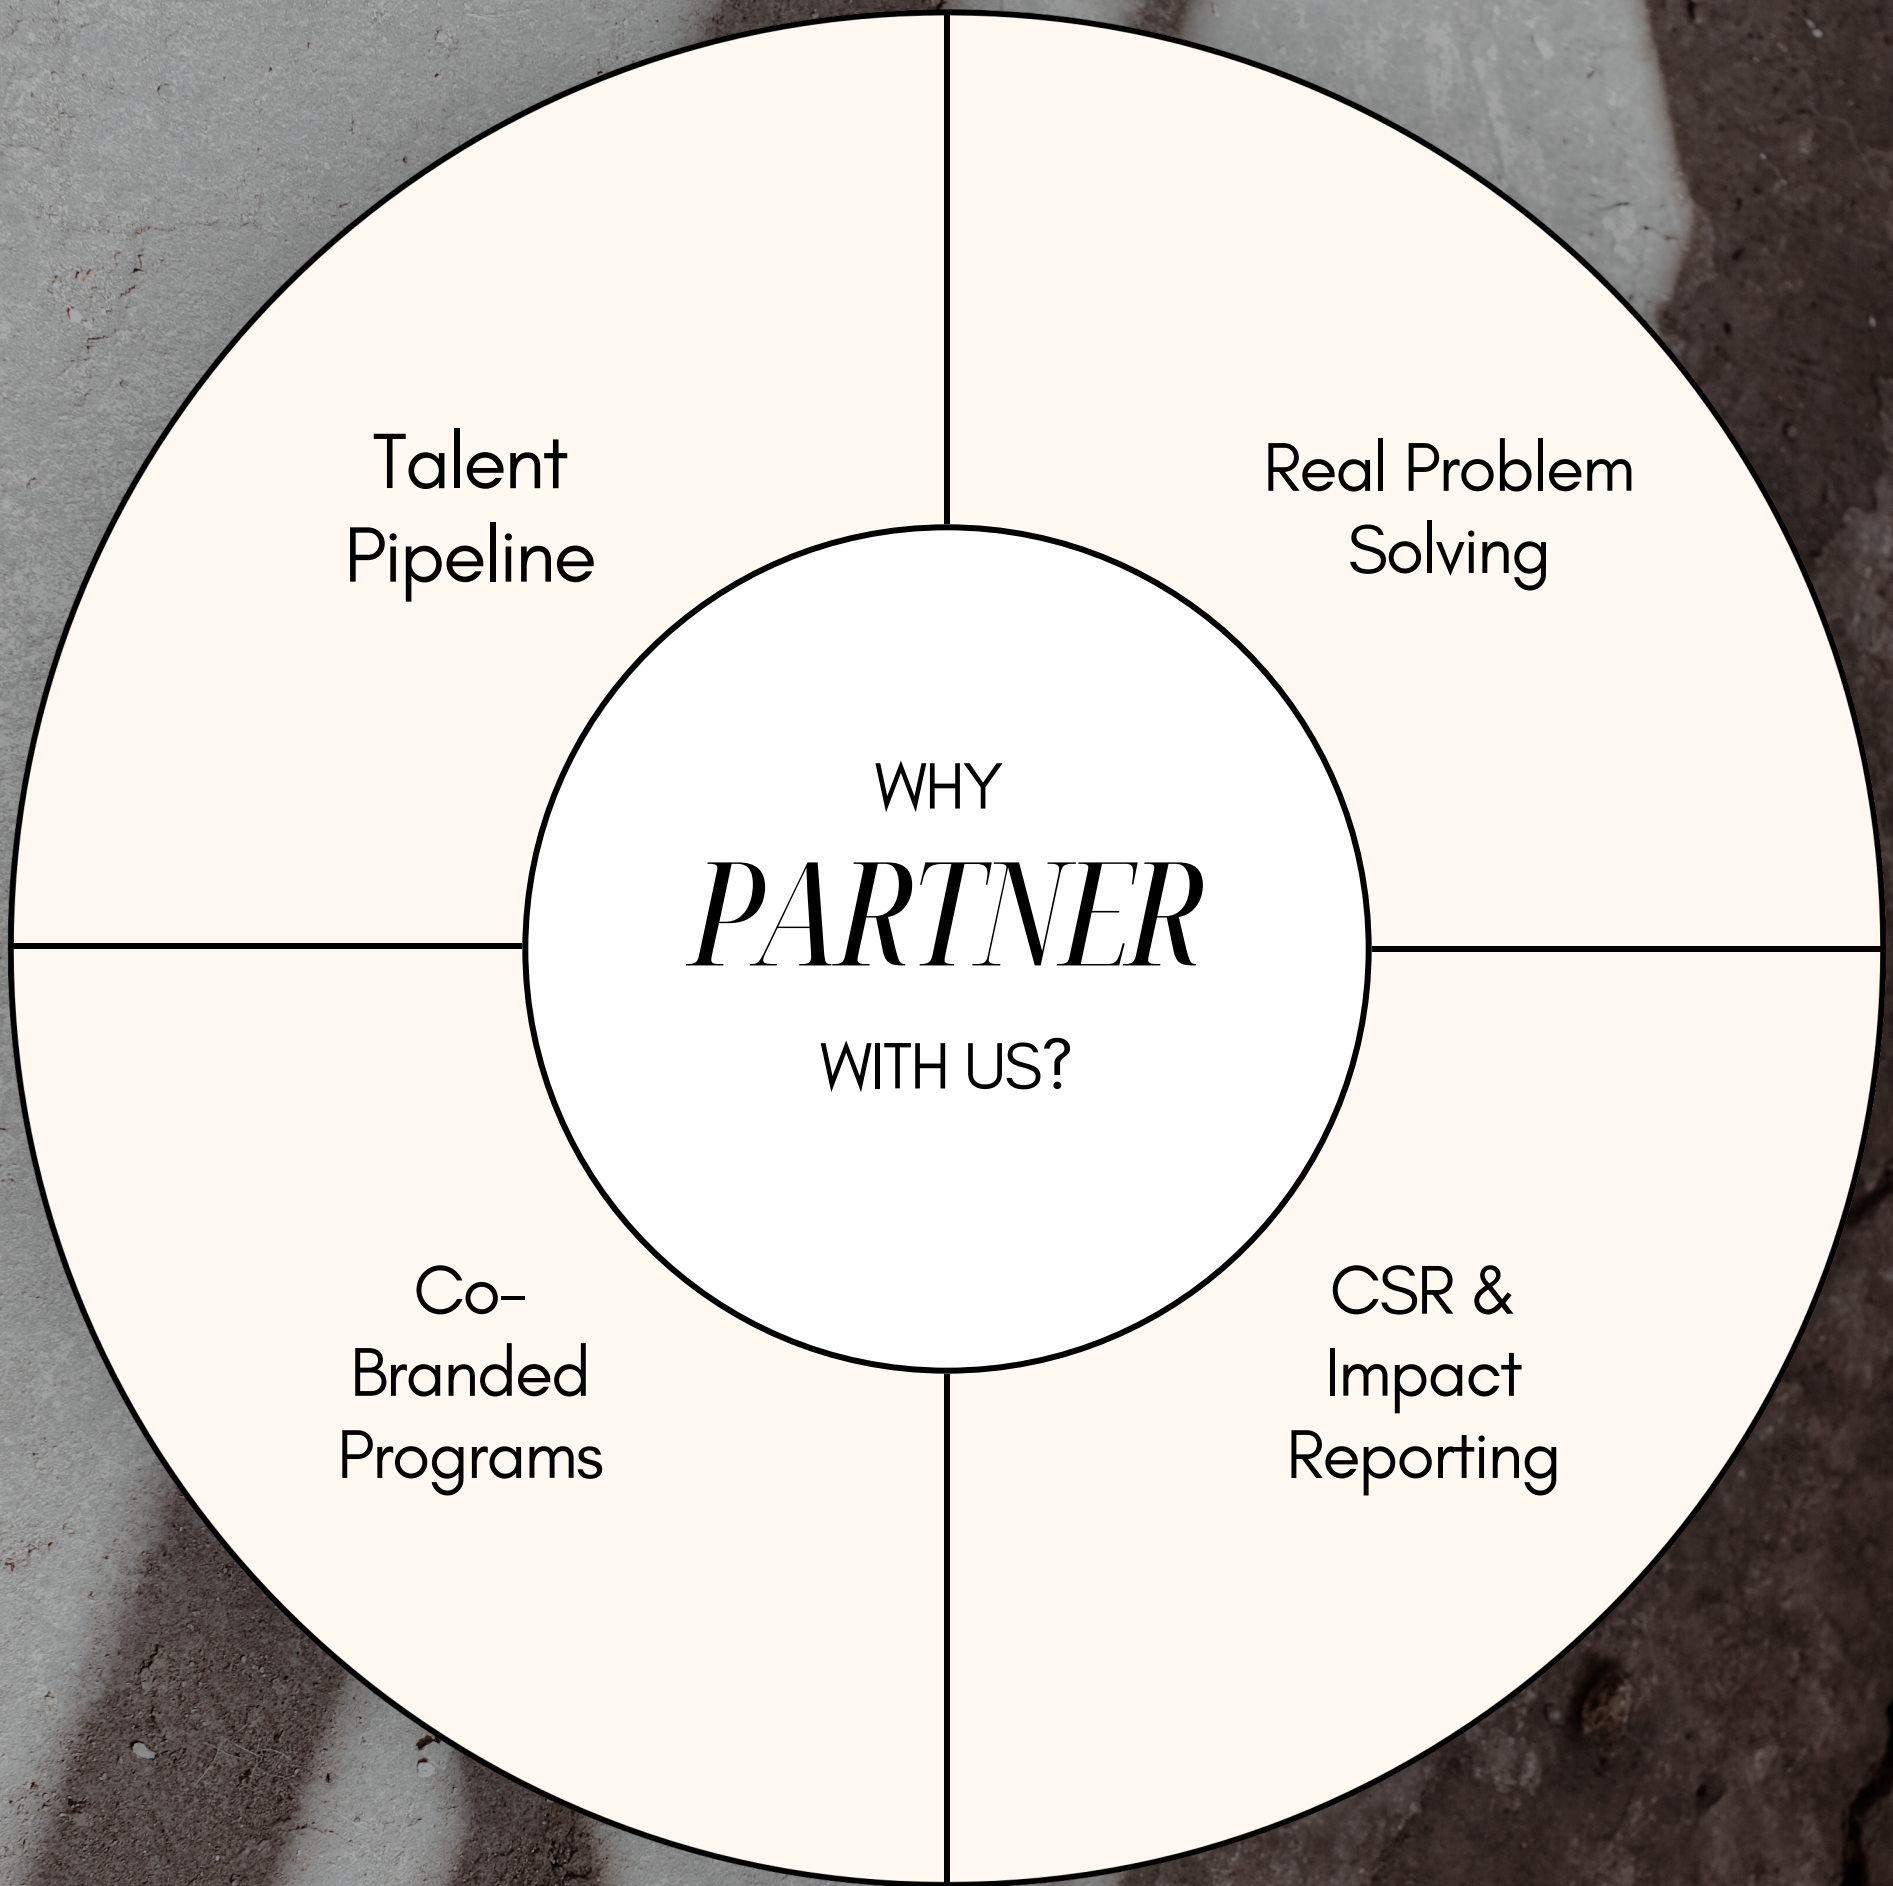 Talent
Pipeline
Real Problem
Solving
WHY
PARTNER
WITH US?
Co-
Branded
Programs
CSR &
Impact
Reporting